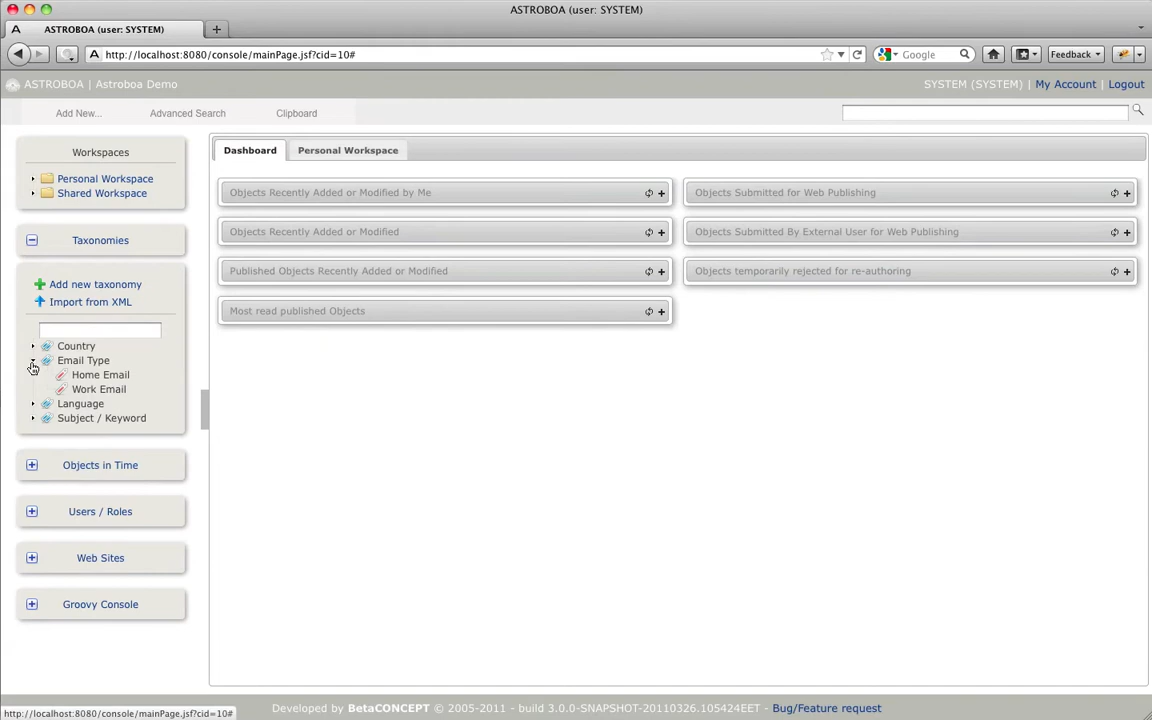 ASTROBOA (user: SYSTEM)
ASTROBOA (user: SYSTEM)
http://localhost:8080/console/mainPage.jsf?cid=10#
Google
Feedback
ASTROBOA | Astroboa Demo
SYSTEM (SYSTEM) | My Account | Logout
Add New...
Advanced Search
Clipboard
Workspaces
Personal Workspace
Shared Workspace
Taxonomies
Add new taxonomy
Import from XML
Country
Email Type
Home Email
Work Email
Language
Subject / Keyword
Objects in Time
Users / Roles
Web Sites
Groovy Console
Dashboard
Personal Workspace
Objects Recently Added or Modified by Me
Objects Recently Added or Modified
Published Objects Recently Added or Modified
Most read published Objects
Objects Submitted for Web Publishing
Objects Submitted By External User for Web Publishing
Objects temporarily rejected for re-authoring
http://localhost:8080/console/mainPage.jsf?cid=10#
Developed by BetaCONCEPT © 2005-2011 - build 3.0.0-SNAPSHOT-20110326.105424EET - Bug/Feature request